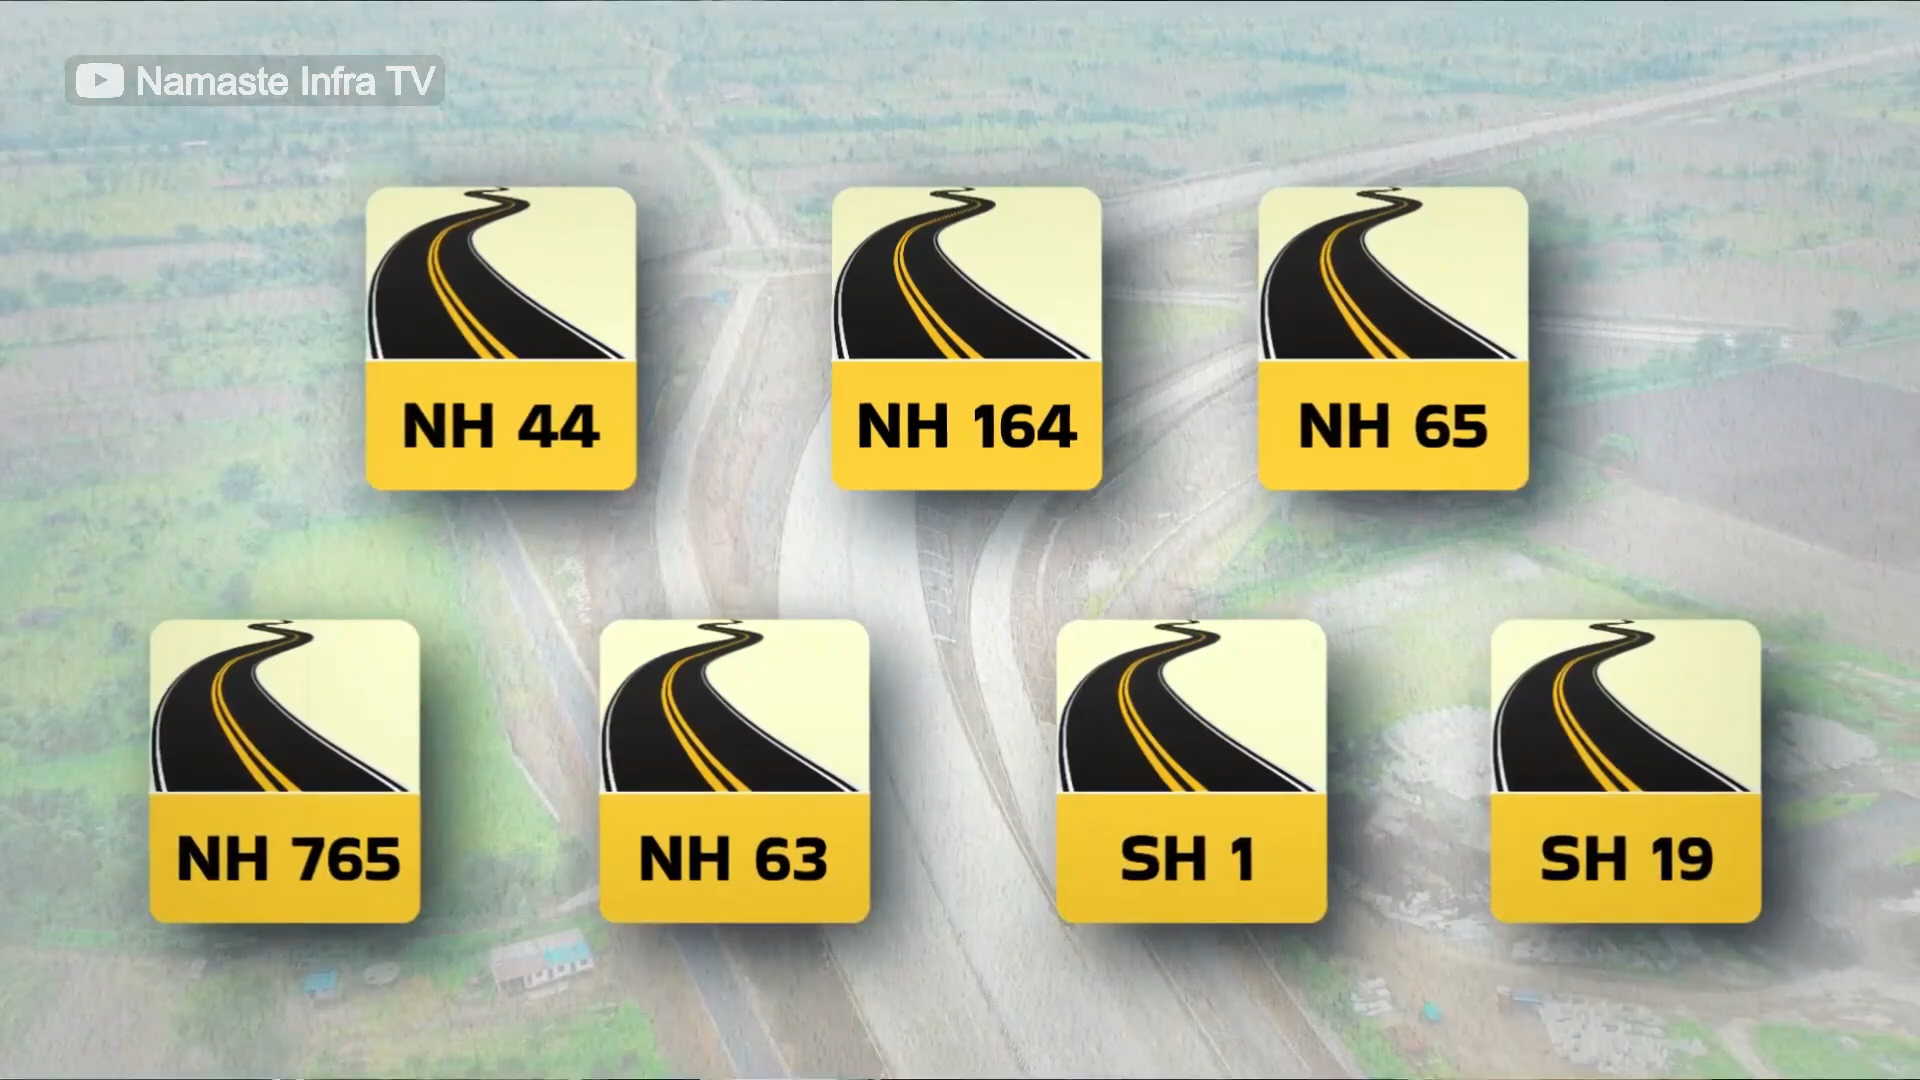 Namaste Infra TV
NH 44
NH 164
NH 65
NH 765
NH 63
SH 1
SH 19